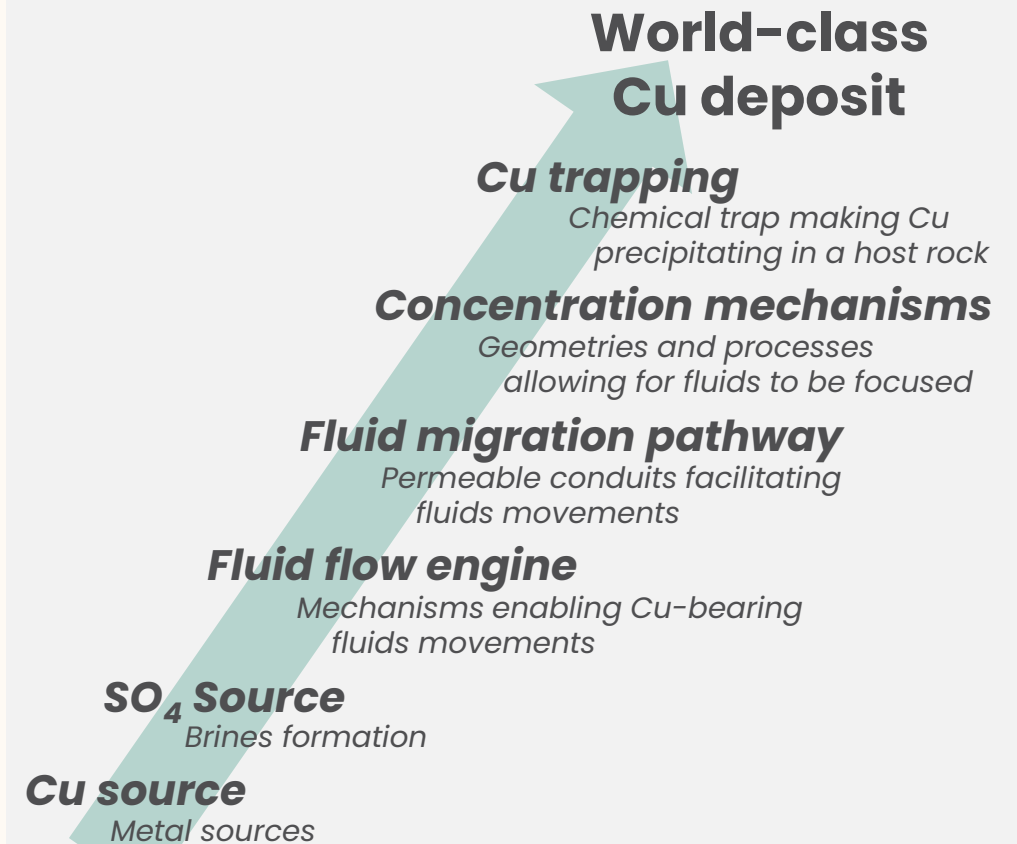 World-class
Cu deposit
Cu trapping
Chemical trap making Cu
precipitating in a host rock
Concentration mechanisms
Geometries and processes
allowing for fluids to be focused
Fluid migration pathway
Permeable conduits facilitating
fluids movements
Fluid flow engine
Mechanisms enabling Cu-bearing
fluids movements
SO₄ Source
Brines formation
Cu source
Metal sources